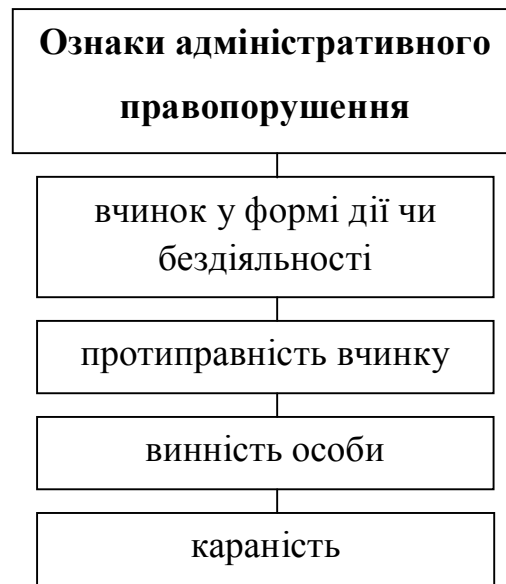 Ознаки адміністративного
правопорушення
вчинок у формі дії чи
бездіяльності
протиправність вчинку
винність особи
караність